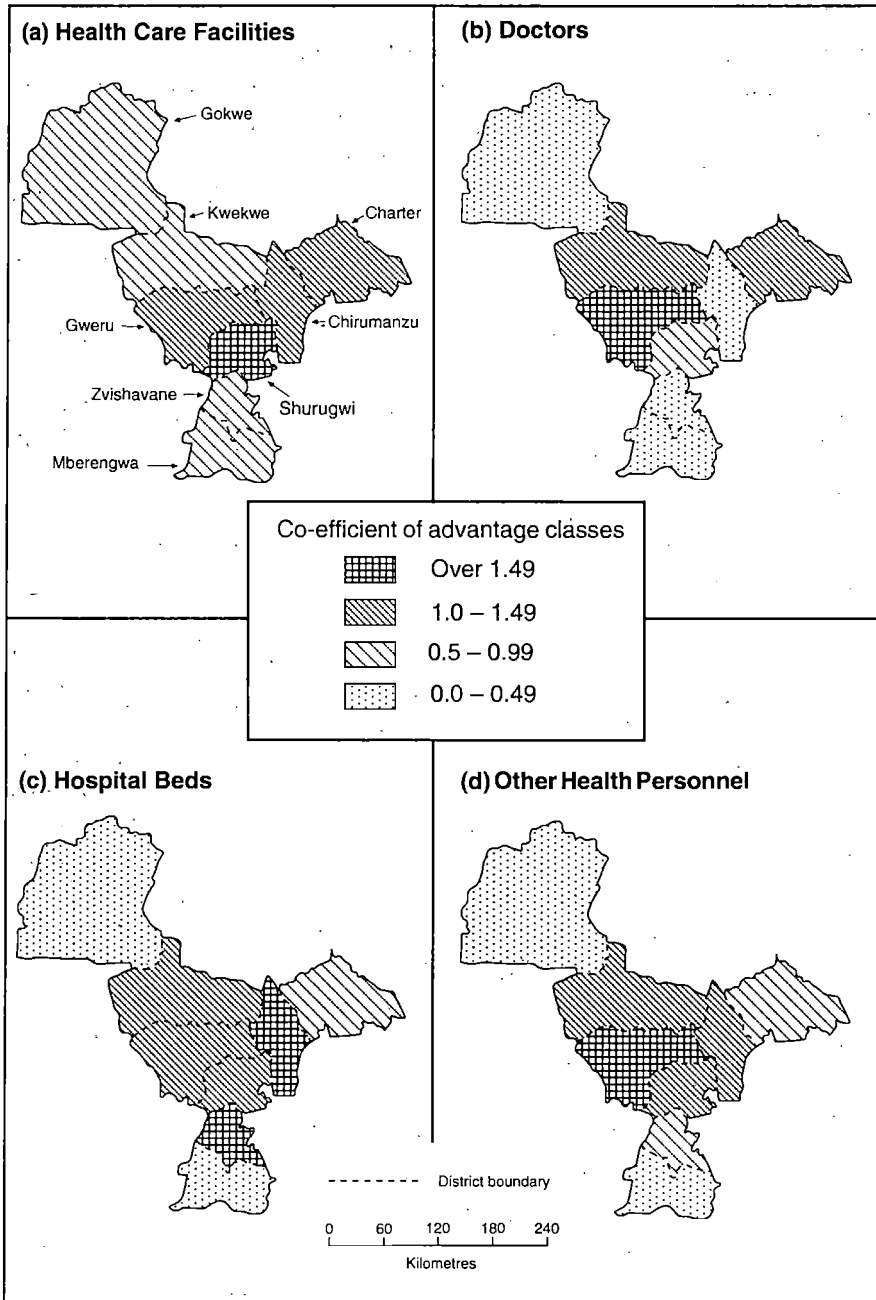 (a) Health Care Facilities
Gokwe
Kwekwe
Charter
Gweru
Chirumanzu
Zvishavane
Shurugwi
Mberengwa
(b) Doctors
Co-efficient of advantage classes
Over 1.49
1.0 – 1.49
0.5 – 0.99
0.0 – 0.49
(c) Hospital Beds
(d) Other Health Personnel
District boundary
0 60 120 180 240
Kilometres